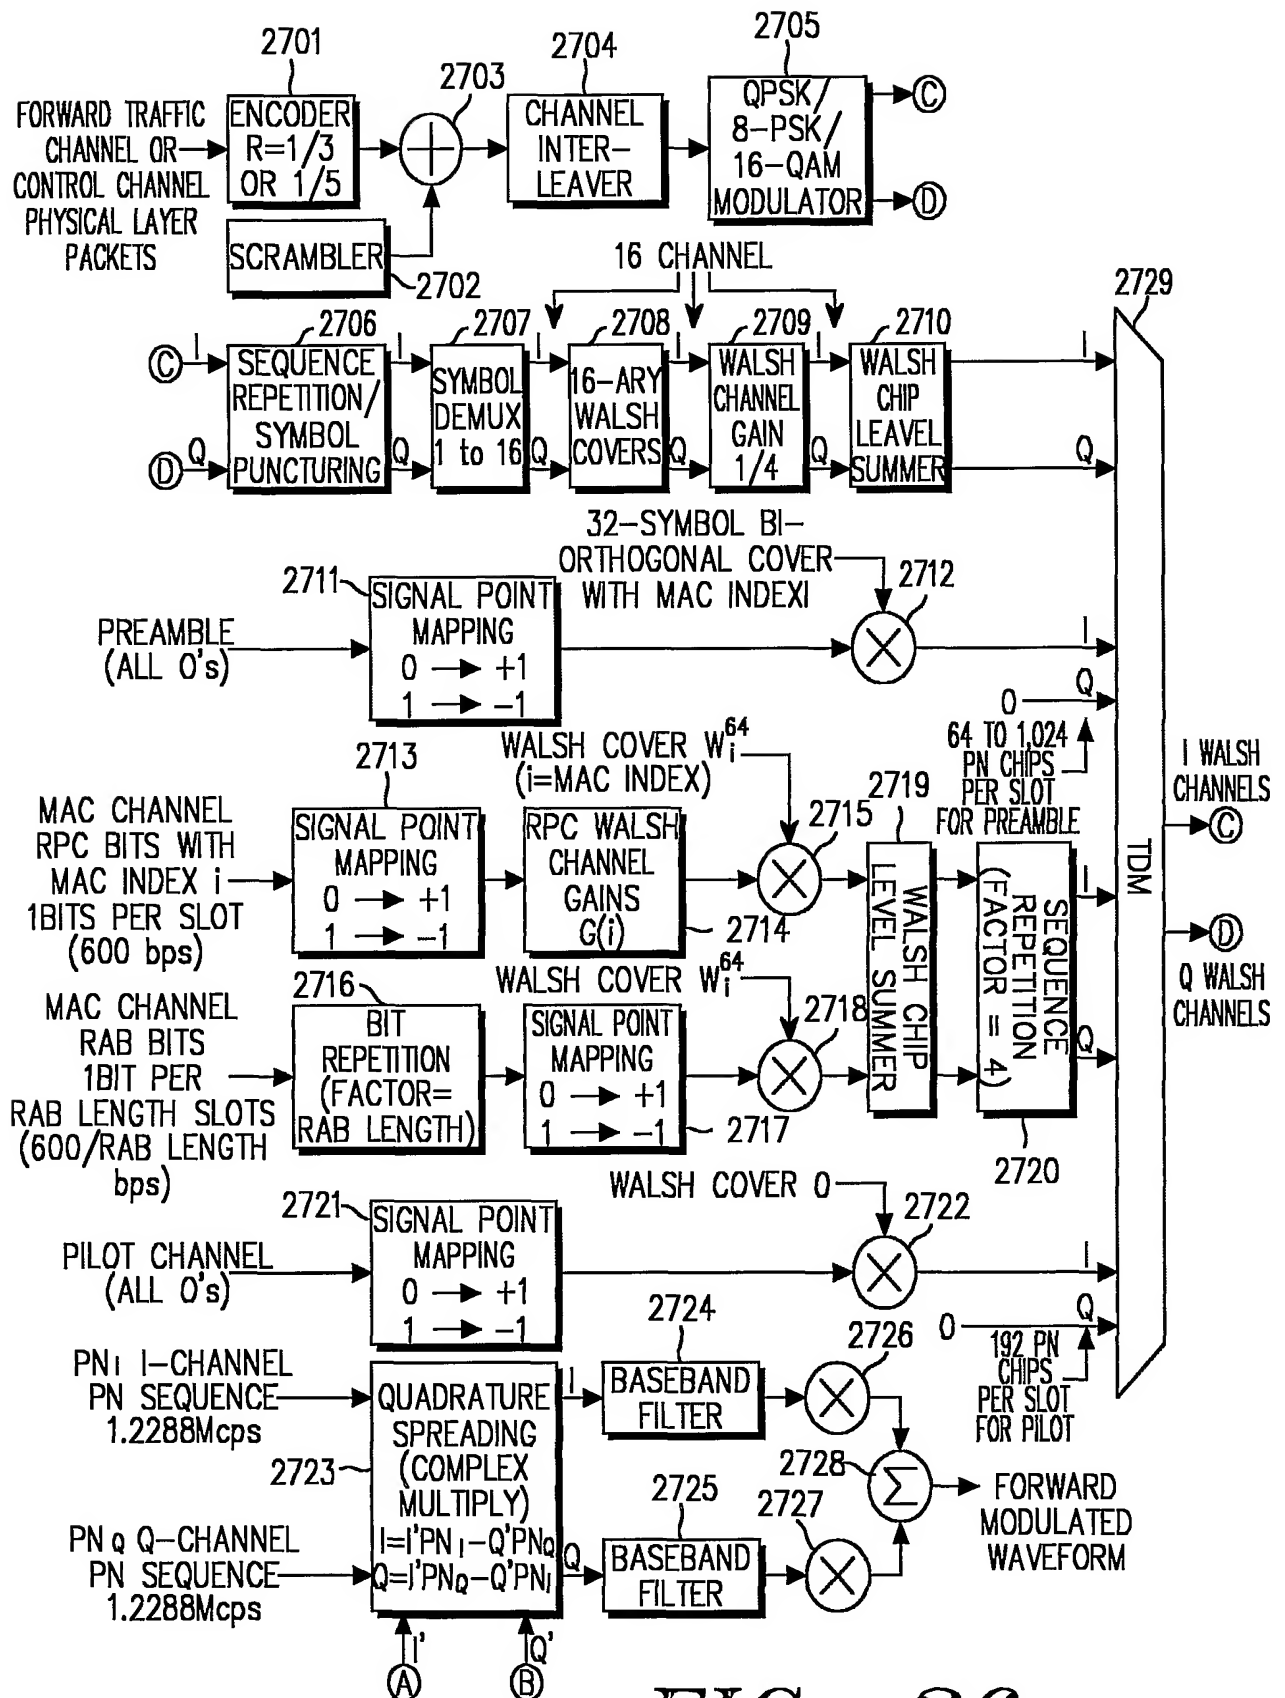 2701
2704
2705
2703
FORWARD TRAFFIC
CHANNEL OR
CONTROL CHANNEL
PHYSICAL LAYER
PACKETS
ENCODER
R=1/3
OR 1/5
CHANNEL
INTER-
LEAVER
QPSK/
8-PSK/
16-QAM
MODULATOR
C
D
SCRAMBLER
2702
16 CHANNEL
2729
2706
2707
2708
2709
2710
C
I
D
Q
SEQUENCE
REPETITION/
SYMBOL
PUNCTURING
I
Q
SYMBOL
DEMUX
1 to 16
I
Q
16-ARY
WALSH
COVERS
I
Q
WALSH
CHANNEL
GAIN
1/4
I
Q
WALSH
CHIP
LEAVEL
SUMMER
I
Q
32-SYMBOL BI-
ORTHOGONAL COVER
WITH MAC INDEXI
2711
2712
PREAMBLE
(ALL O's)
SIGNAL POINT
MAPPING
0 → +1
1 → -1
I
0
Q
64 TO 1,024
PN CHIPS
PER SLOT
FOR PREAMBLE
WALSH COVER W_i^64
(i=MAC INDEX)
2713
2715
2719
MAC CHANNEL
RPC BITS WITH
MAC INDEX i
1BITS PER SLOT
(600 bps)
SIGNAL POINT
MAPPING
0 → +1
1 → -1
RPC WALSH
CHANNEL
GAINS
G(i)
2714
WALSH CHIP
LEVEL SUMMER
SEQUENCE
REPETITION
(FACTOR = 4)
I
Q
TDM
I WALSH
CHANNELS
C
D
Q WALSH
CHANNELS
WALSH COVER W_i^64
2716
2718
MAC CHANNEL
RAB BITS
1BIT PER
RAB LENGTH SLOTS
(600/RAB LENGTH
bps)
BIT
REPETITION
(FACTOR=
RAB LENGTH)
SIGNAL POINT
MAPPING
0 → +1
1 → -1
2717
2720
WALSH COVER 0
2721
2722
PILOT CHANNEL
(ALL O's)
SIGNAL POINT
MAPPING
0 → +1
1 → -1
I
0
Q
192 PN
CHIPS
PER SLOT
FOR PILOT
2724
2726
PN_I I-CHANNEL
PN SEQUENCE
1.2288Mcps
2723
QUADRATURE
SPREADING
(COMPLEX
MULTIPLY)
I=I'PN_I-Q'PN_Q
Q=I'PN_Q-Q'PN_I
I
BASEBAND
FILTER
2728
Σ
FORWARD
MODULATED
WAVEFORM
2725
2727
PN_Q Q-CHANNEL
PN SEQUENCE
1.2288Mcps
Q
BASEBAND
FILTER
I'
Q'
A
B